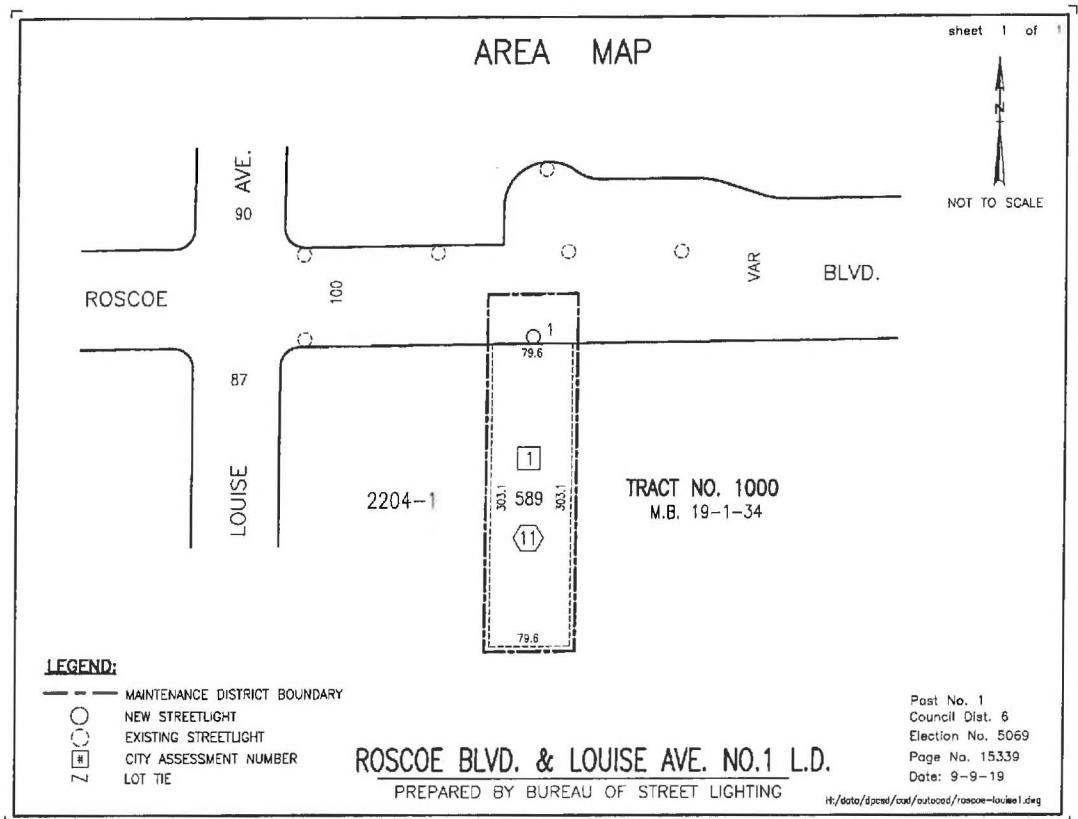 sheet 1 of 1
AREA MAP
N
NOT TO SCALE
AVE.
90
ROSCOE
100
VAR
BLVD.
1
79.6
87
LOUISE
2204-1
1
303.1
589
303.1
11
79.6
TRACT NO. 1000
M.B. 19-1-34
LEGEND:
MAINTENANCE DISTRICT BOUNDARY
NEW STREETLIGHT
EXISTING STREETLIGHT
# CITY ASSESSMENT NUMBER
LOT TIE
ROSCOE BLVD. & LOUISE AVE. NO.1 L.D.
PREPARED BY BUREAU OF STREET LIGHTING
Post No. 1
Council Dist. 6
Election No. 5069
Page No. 15339
Date: 9-9-19
H:/data/dpcsd/cad/autocad/roscoe-louise1.dwg